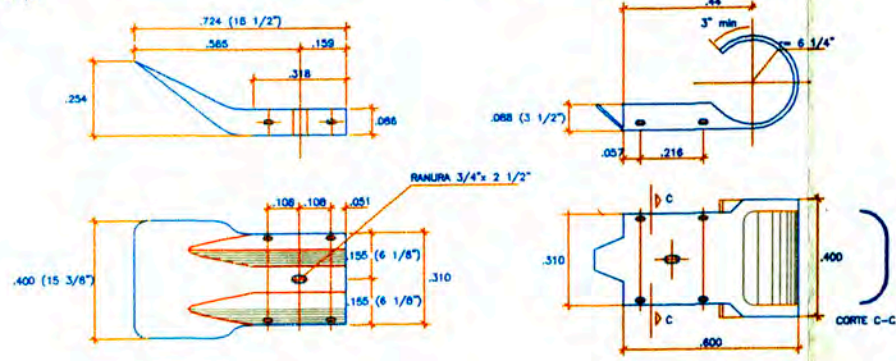 .724 (16 1/2")
.565
.159
.318
.254
.086
.44
3" min
r= 6 1/4"
.088 (3 1/2")
.057
.216
RANURA 3/4"x 2 1/2"
.108
.108
.051
.400 (15 3/8")
.155 (6 1/8")
.155 (6 1/8")
.310
C
C
.310
.400
.600
CORTE C-C